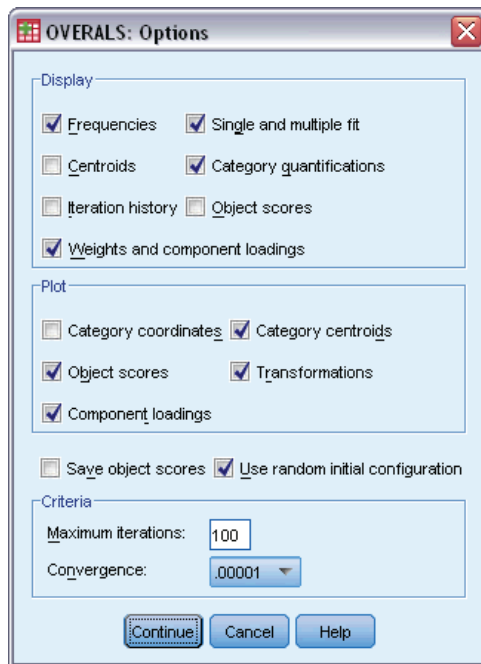 OVERALS: Options
Display
Frequencies Single and multiple fit
Centroids Category quantifications
Iteration history Object scores
Weights and component loadings
Plot
Category coordinates Category centroids
Object scores Transformations
Component loadings
Save object scores Use random initial configuration
Criteria
Maximum iterations: 100
Convergence: .00001
Continue Cancel Help